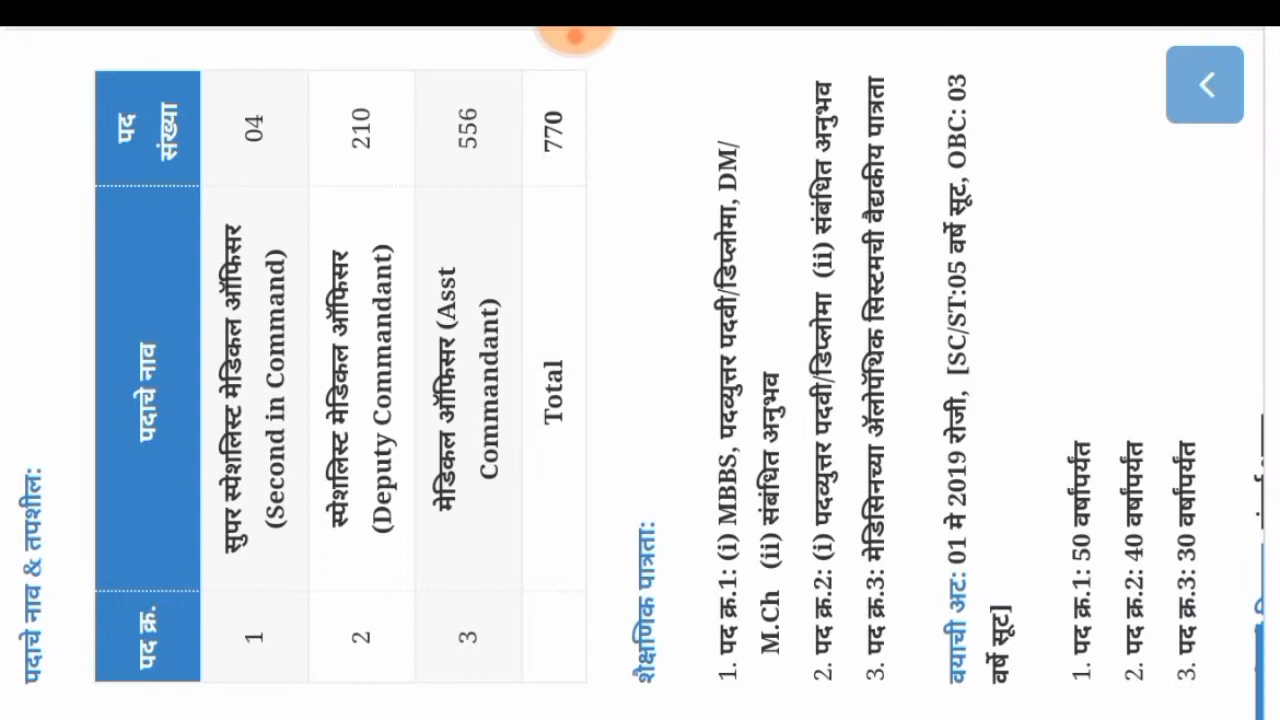 पदाचे नाव & तपशील:
पद क्र. पदाचे नाव पद
संख्या
1 सुपर स्पेशलिस्ट मेडिकल ऑफिसर
(Second in Command) 04
2 स्पेशलिस्ट मेडिकल ऑफिसर
(Deputy Commandant) 210
3 मेडिकल ऑफिसर (Asst
Commandant) 556
Total 770
शैक्षणिक पात्रता:
1. पद क्र.1: (i) MBBS, पदव्युत्तर पदवी/डिप्लोमा, DM/
M.Ch (ii) संबंधित अनुभव
2. पद क्र.2: (i) पदव्युत्तर पदवी/डिप्लोमा (ii) संबंधित अनुभव
3. पद क्र.3: मेडिसिनच्या ॲलोपॅथिक सिस्टमची वैद्यकीय पात्रता
वयाची अट: 01 मे 2019 रोजी, [SC/ST:05 वर्षे सूट, OBC: 03
वर्षे सूट]
1. पद क्र.1: 50 वर्षांपर्यंत
2. पद क्र.2: 40 वर्षांपर्यंत
3. पद क्र.3: 30 वर्षांपर्यंत